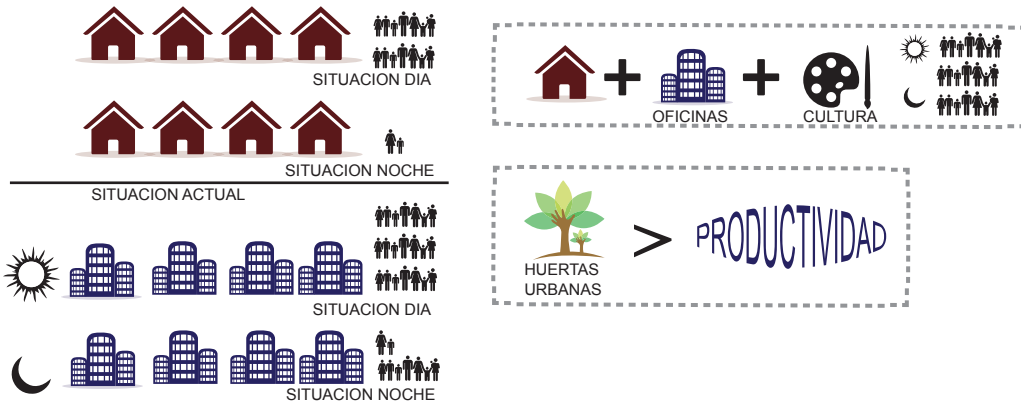 SITUACION DIA
SITUACION NOCHE
SITUACION ACTUAL
SITUACION DIA
SITUACION NOCHE
OFICINAS
CULTURA
HUERTAS
URBANAS
>
PRODUCTIVIDAD